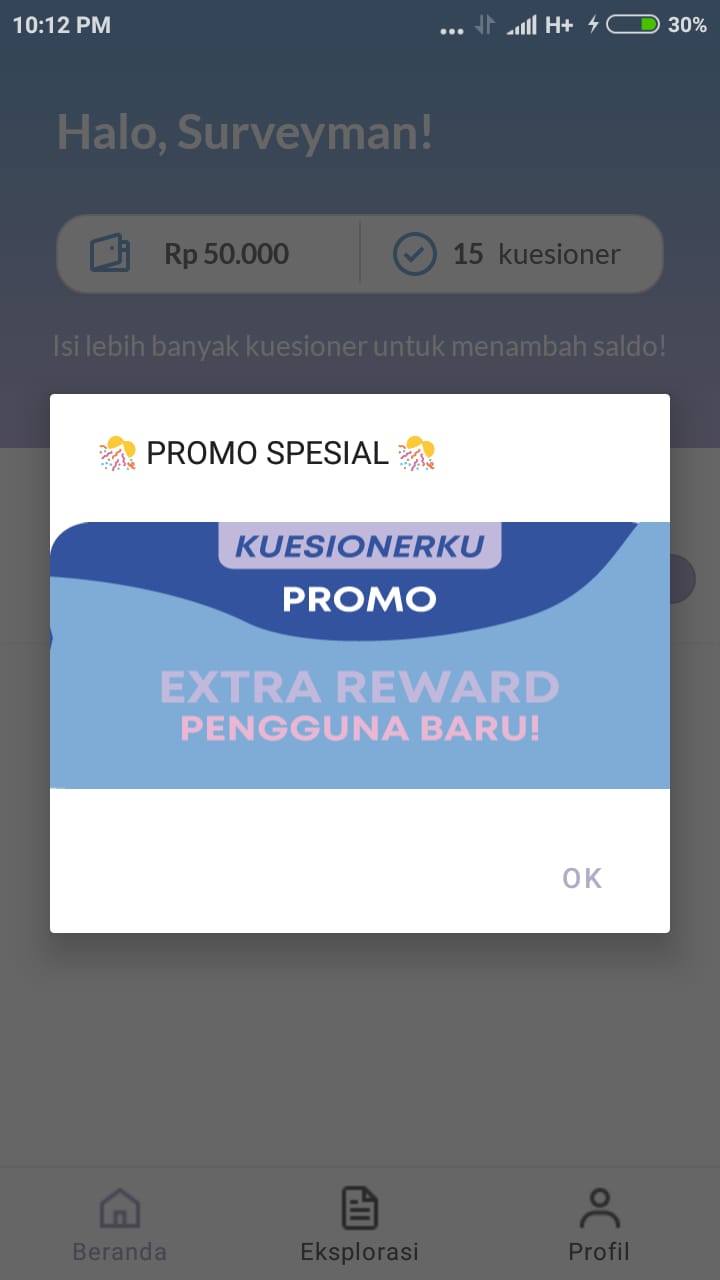 10:12 PM ... H+ 30%
Halo, Surveyman!
Rp 50.000 15 kuesioner
Isi lebih banyak kuesioner untuk menambah saldo!
🎊 PROMO SPESIAL 🎊
KUESIONERKU
PROMO
EXTRA REWARD
PENGGUNA BARU!
OK
Beranda Eksplorasi Profil